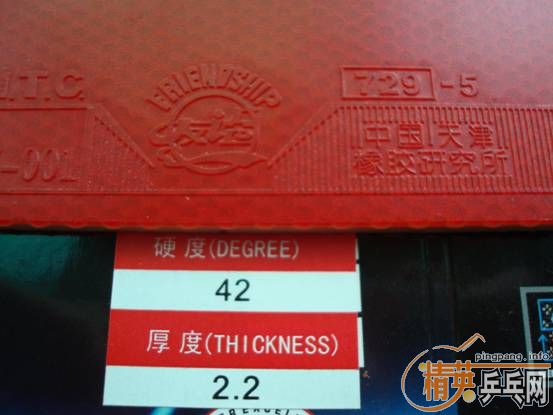 I.T.C.
FRIENDSHIP
友谊
729-5
中国天津
橡胶研究所
-001
硬度(DEGREE)
42
厚度(THICKNESS)
2.2
pingpang.info
精英乒乓网